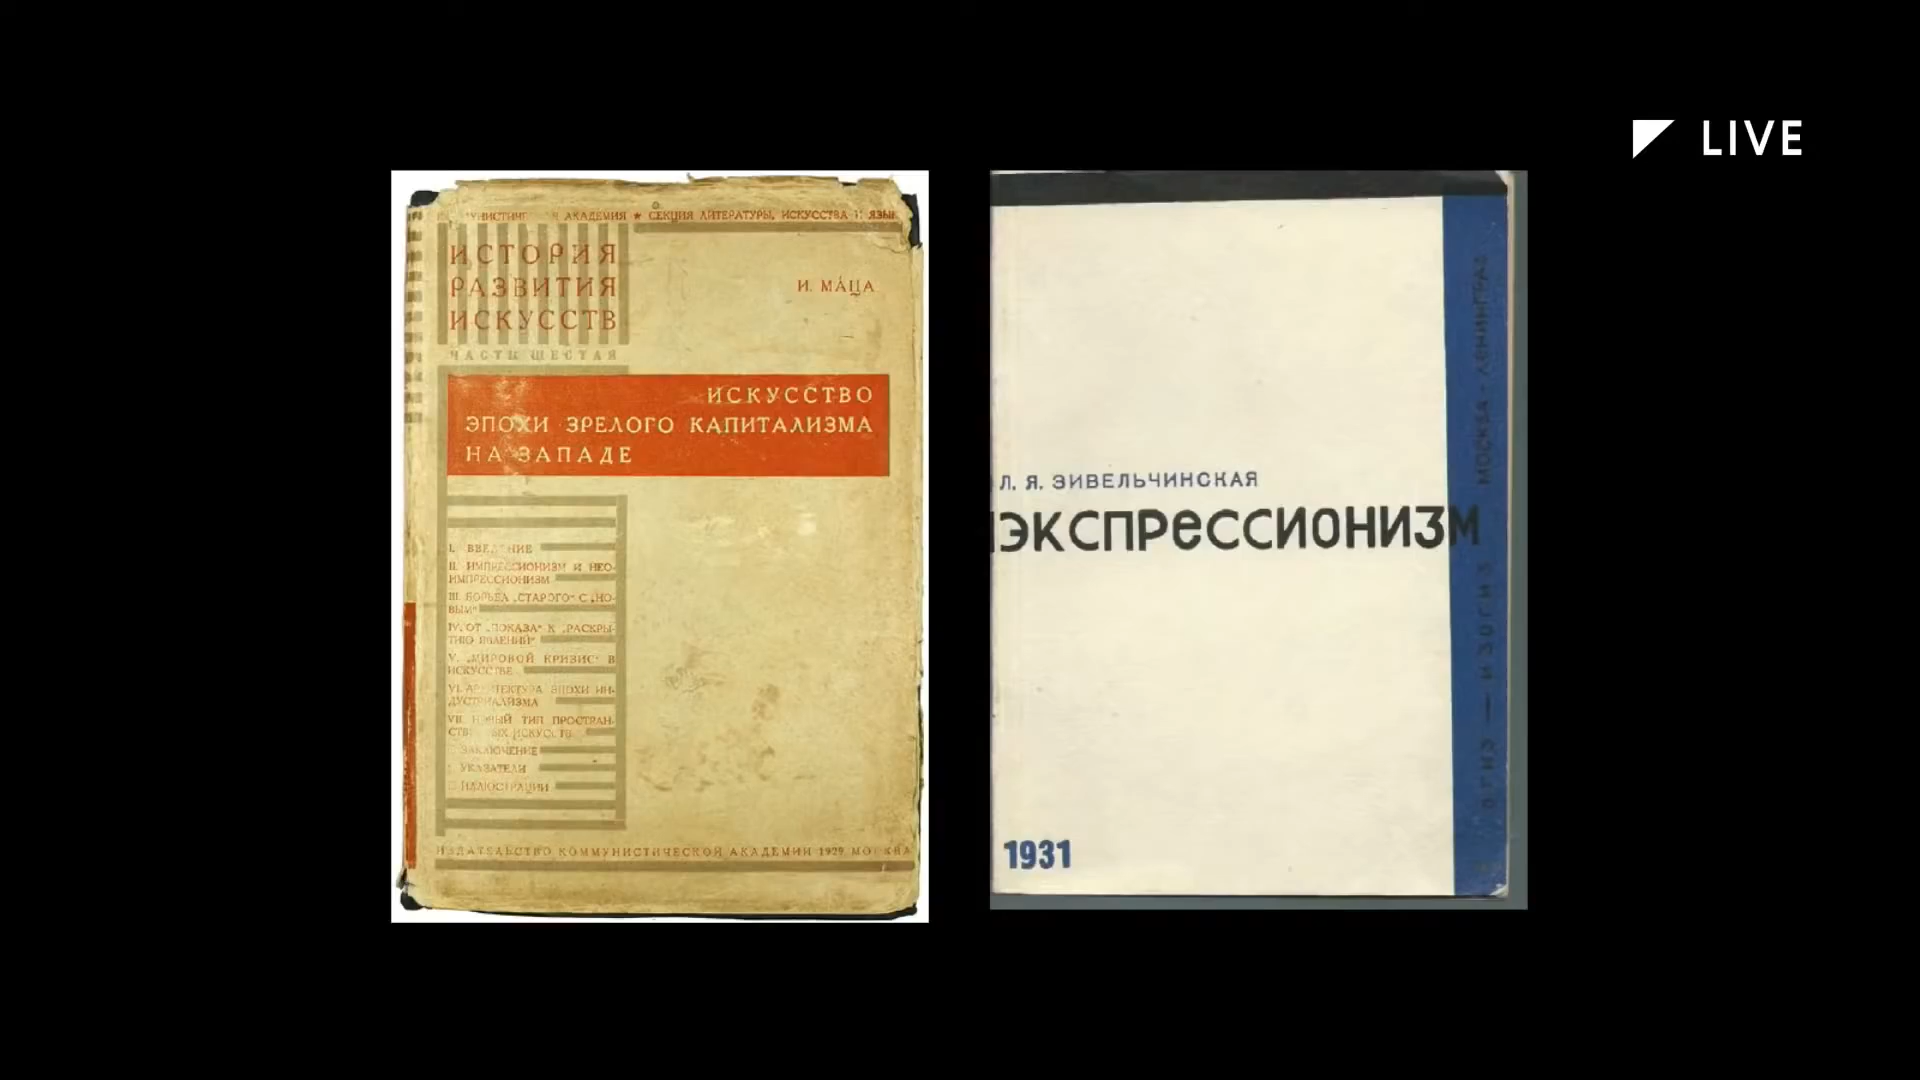 LIVE
АКАДЕМИЯ ★ СЕКЦИЯ ЛИТЕРАТУРЫ, ИСКУССТВА И ЯЗЫК
ИСТОРИЯ
РАЗВИТИЯ
ИСКУССТВ
ЧАСТЬ ШЕСТАЯ
И. МАЦА
ИСКУССТВО
ЭПОХИ ЗРЕЛОГО КАПИТАЛИЗМА
НА ЗАПАДЕ
I. ВВЕДЕНИЕ
II. ИМПРЕССИОНИЗМ И НЕО-
ИМПРЕССИОНИЗМ
III. БОРЬБА „СТАРОГО“ С „НО-
ВЫМ“
IV. ОТ „ПОКАЗА“ К „РАСКРЫ-
ТИЮ ЯВЛЕНИЙ“
V. „МИРОВОЙ КРИЗИС“ В
ИСКУССТВЕ
VI. АРХИТЕКТУРА ЭПОХИ ИН-
ДУСТРИАЛИЗМА
VII. НОВЫЙ ТИП ПРОСТРАН-
СТВЕННЫХ ИСКУССТВ
ЗАКЛЮЧЕНИЕ
УКАЗАТЕЛИ
ИЛЛЮСТРАЦИИ
ИЗДАТЕЛЬСТВО КОММУНИСТИЧЕСКОЙ АКАДЕМИИ 1929 МОСКВА
Л. Я. ЗИВЕЛЬЧИНСКАЯ
ЭКСПРЕССИОНИЗМ
1931
ОГИЗ — ИЗОГИЗ МОСКВА - ЛЕНИНГРАД